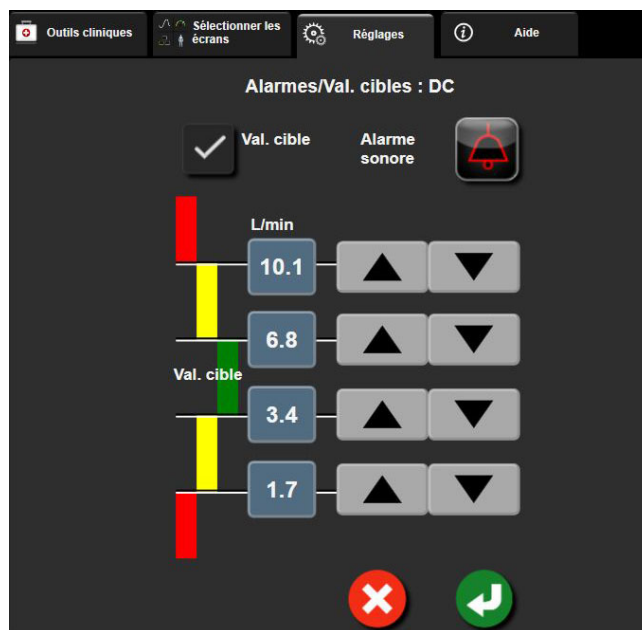 Outils cliniques
Sélectionner les
écrans
Réglages
Aide
Alarmes/Val. cibles : DC
Val. cible
Alarme
sonore
L/min
10.1
6.8
Val. cible
3.4
1.7